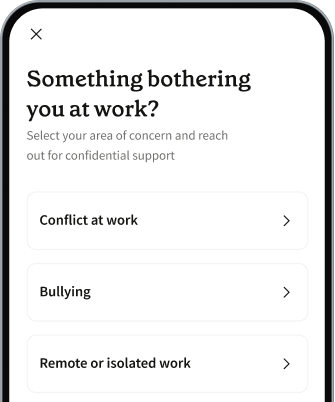 Something bothering
you at work?
Select your area of concern and reach
out for confidential support
Conflict at work
Bullying
Remote or isolated work